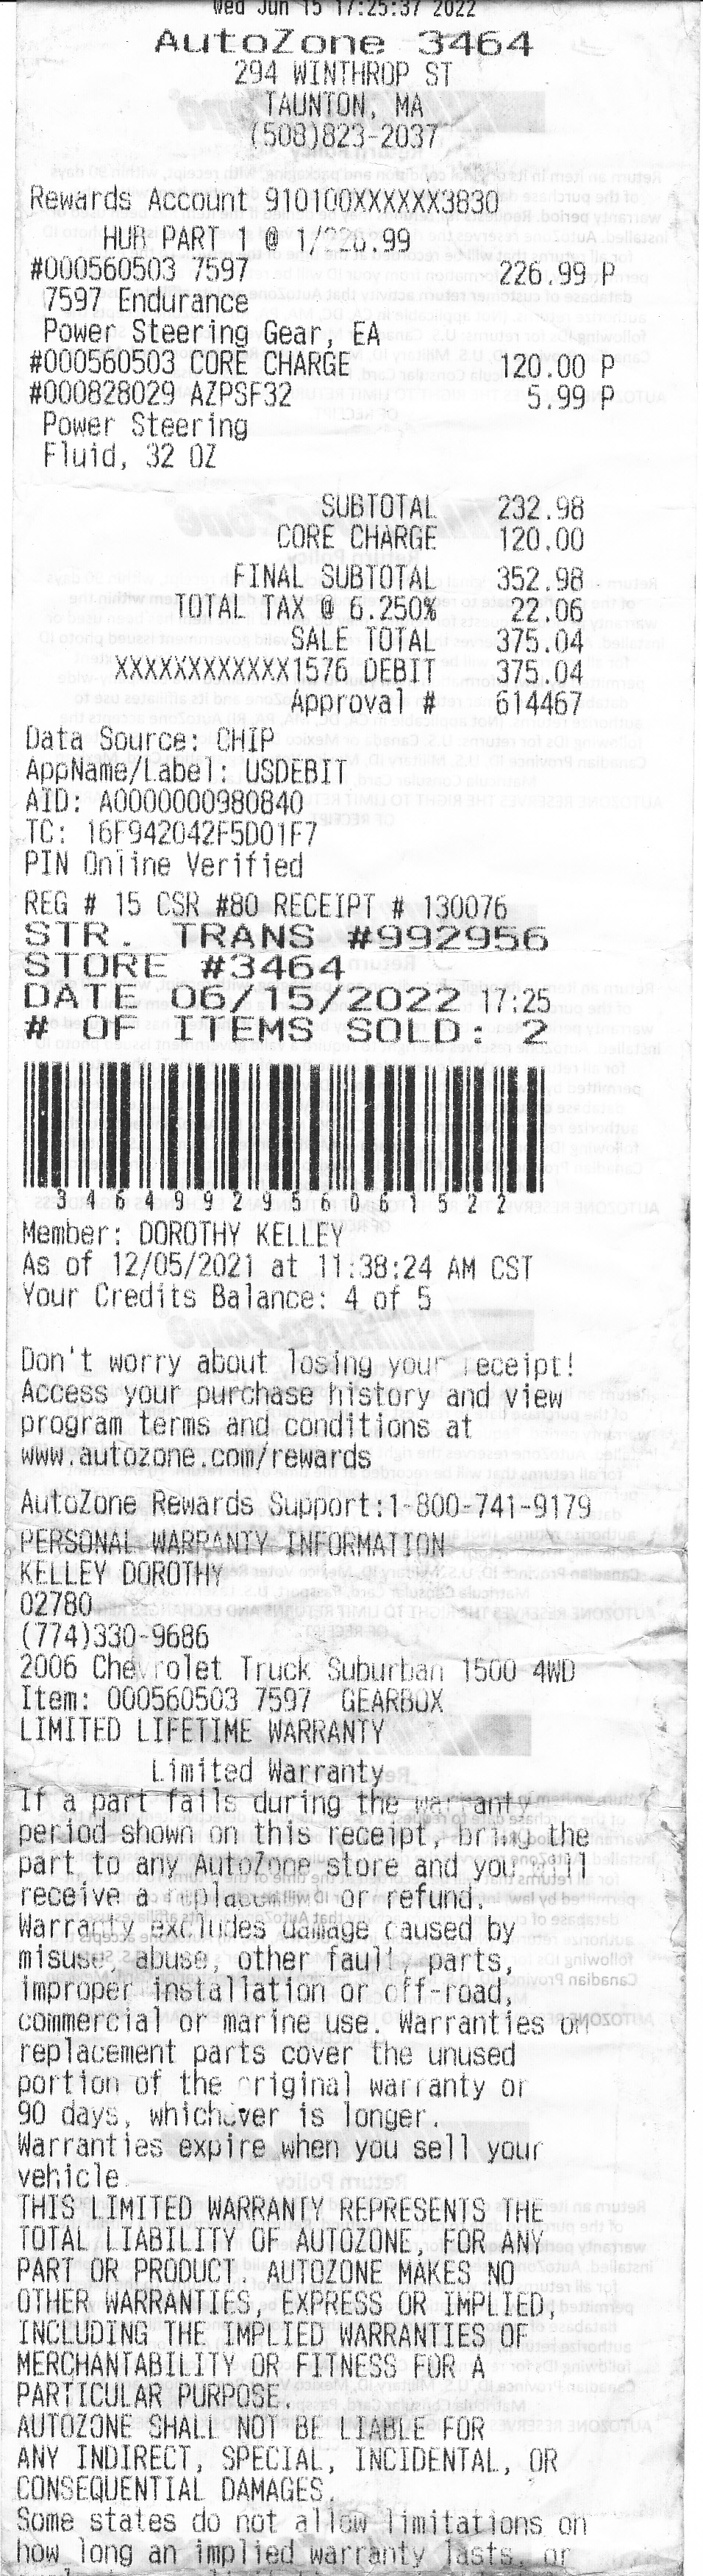 Wed Jun 15 17:25:37 2022
AutoZone 3464
294 WINTHROP ST
TAUNTON, MA
(508)823-2037
Rewards Account 910100XXXXXX3830
HUB PART 1 @ 1/226.99
#000560503 7597 226.99 P
7597 Endurance
Power Steering Gear, EA
#000560503 CORE CHARGE 120.00 P
#000828029 AZPSF32 5.99 P
Power Steering
Fluid, 32 OZ
SUBTOTAL 232.98
CORE CHARGE 120.00
FINAL SUBTOTAL 352.98
TOTAL TAX @ 6.250% 22.06
SALE TOTAL 375.04
XXXXXXXXXXXX1576 DEBIT 375.04
Approval # 614467
Data Source: CHIP
AppName/Label: USDEBIT
AID: A0000000980840
TC: 16F942042F5D01F7
PIN Online Verified
REG # 15 CSR #80 RECEIPT # 130076
STR. TRANS #992956
STORE #3464
DATE 06/15/2022 17:25
# OF ITEMS SOLD: 2
3464992956061522
Member: DOROTHY KELLEY
As of 12/05/2021 at 11:38:24 AM CST
Your Credits Balance: 4 of 5
Don't worry about losing your receipt!
Access your purchase history and view
program terms and conditions at
www.autozone.com/rewards
AutoZone Rewards Support:1-800-741-9179
PERSONAL WARRANTY INFORMATION
KELLEY DOROTHY
02780
(774)330-9686
2006 Chevrolet Truck Suburban 1500 4WD
Item: 000560503 7597 GEARBOX
LIMITED LIFETIME WARRANTY
Limited Warranty
If a part fails during the warranty
period shown on this receipt, bring the
part to any AutoZone store and you will
receive a replacement or refund.
Warranty excludes damage caused by
misuse, abuse, other faulty parts,
improper installation or off-road,
commercial or marine use. Warranties on
replacement parts cover the unused
portion of the original warranty or
90 days, whichever is longer.
Warranties expire when you sell your
vehicle.
THIS LIMITED WARRANTY REPRESENTS THE
TOTAL LIABILITY OF AUTOZONE, FOR ANY
PART OR PRODUCT. AUTOZONE MAKES NO
OTHER WARRANTIES, EXPRESS OR IMPLIED,
INCLUDING THE IMPLIED WARRANTIES OF
MERCHANTABILITY OR FITNESS FOR A
PARTICULAR PURPOSE.
AUTOZONE SHALL NOT BE LIABLE FOR
ANY INDIRECT, SPECIAL, INCIDENTAL, OR
CONSEQUENTIAL DAMAGES.
Some states do not allow limitations on
how long an implied warranty lasts, or